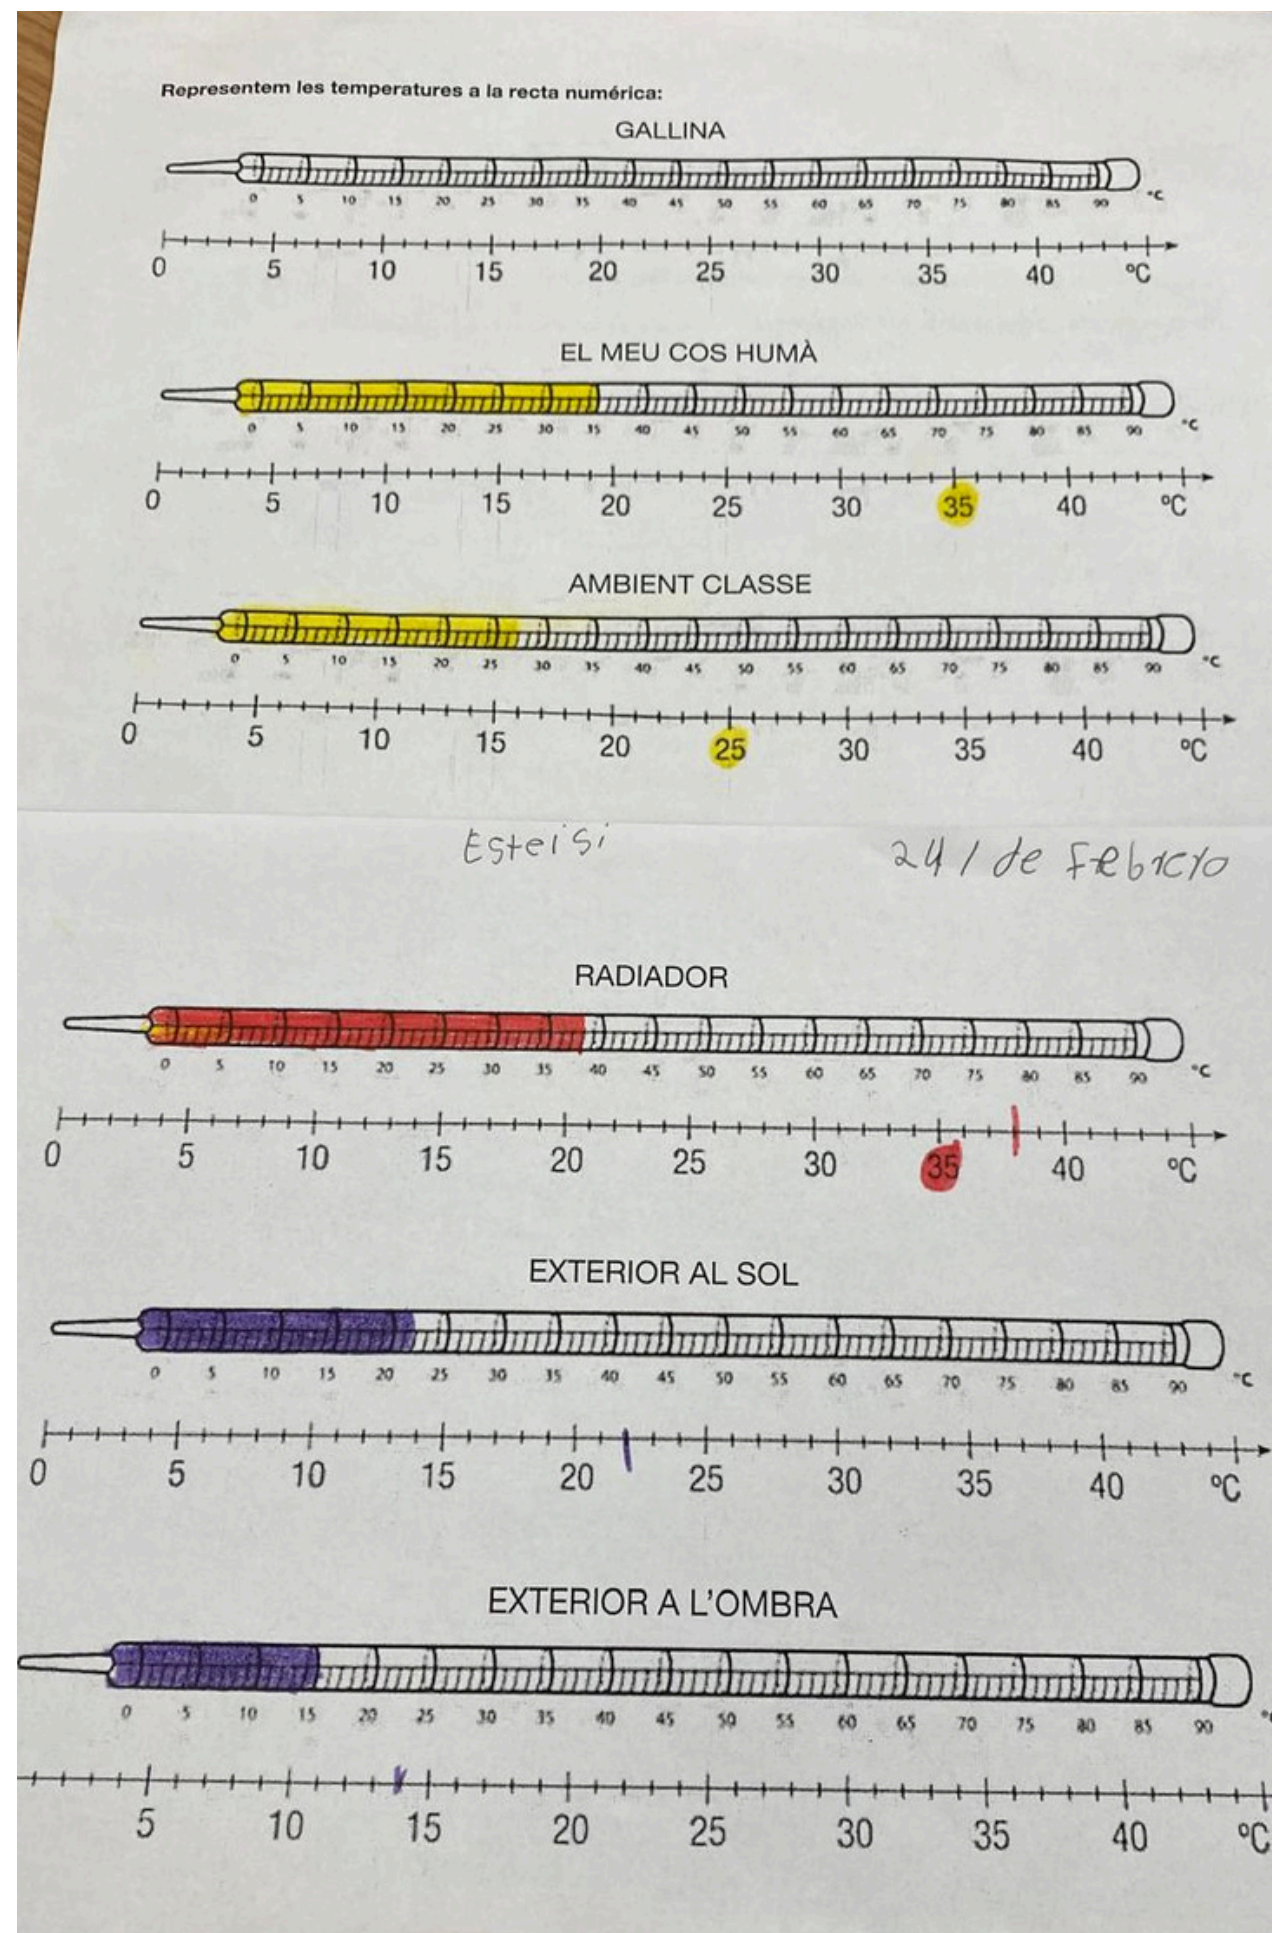 Representem les temperatures a la recta numérica:
GALLINA
0 5 10 15 20 25 30 35 40 45 50 55 60 65 70 75 80 85 90 °C
0 5 10 15 20 25 30 35 40 ºC
EL MEU COS HUMÀ
0 5 10 15 20 25 30 35 40 45 50 55 60 65 70 75 80 85 90 °C
0 5 10 15 20 25 30 35 40 ºC
AMBIENT CLASSE
0 5 10 15 20 25 30 35 40 45 50 55 60 65 70 75 80 85 90 °C
0 5 10 15 20 25 30 35 40 ºC
Esteisi 24 / de febrero
RADIADOR
0 5 10 15 20 25 30 35 40 45 50 55 60 65 70 75 80 85 90 °C
0 5 10 15 20 25 30 35 40 ºC
EXTERIOR AL SOL
0 5 10 15 20 25 30 35 40 45 50 55 60 65 70 75 80 85 90 °C
0 5 10 15 20 25 30 35 40 ºC
EXTERIOR A L'OMBRA
0 5 10 15 20 25 30 35 40 45 50 55 60 65 70 75 80 85 90
5 10 15 20 25 30 35 40 ºC